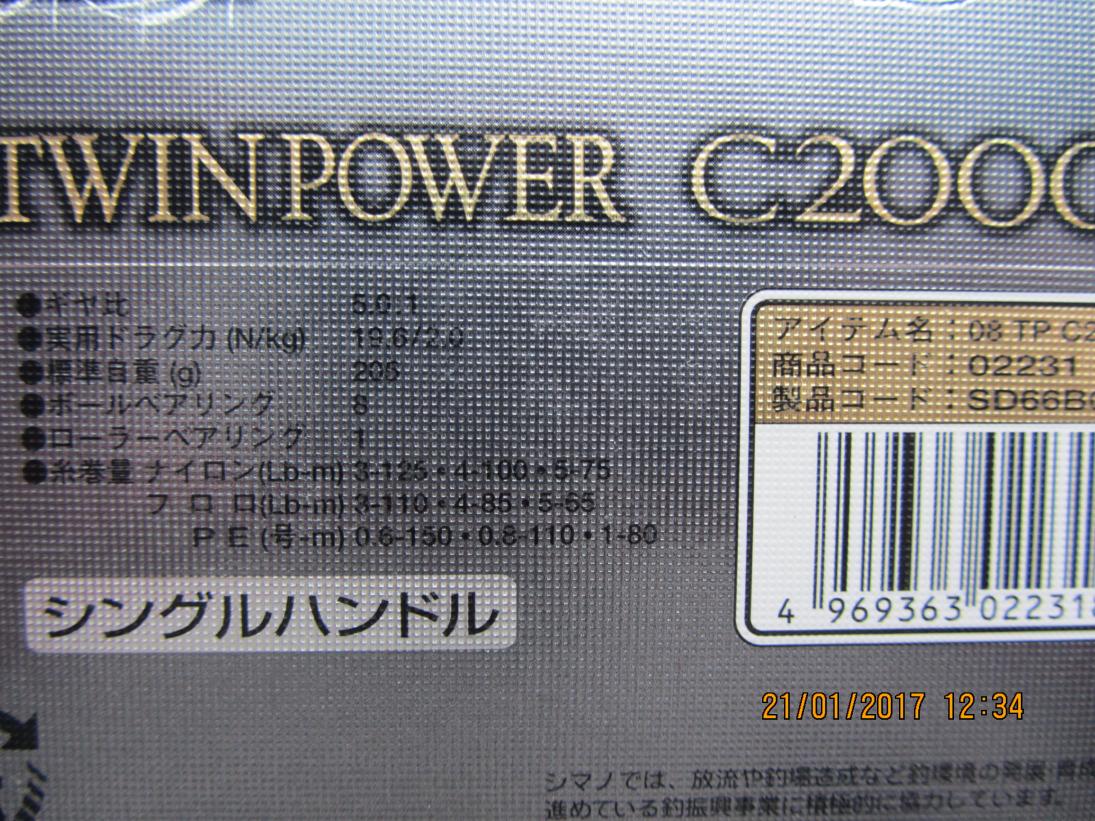 TWINPOWER C2000
●ギヤ比 5.0:1
●実用ドラグ力 (N/kg) 19.6/2.0
●標準自重 (g) 205
●ボールベアリング 8
●ローラーベアリング 1
●糸巻量 ナイロン(Lb-m) 3-125・4-100・5-75
フロロ(Lb-m) 3-110・4-85・5-65
PE (号-m) 0.6-150・0.8-110・1-80
シングルハンドル
アイテム名：08 TP C2
商品コード：02231
製品コード：SD66B
4 969363 022318
21/01/2017 12:34
シマノでは、放流や釣場造成など釣環境の発展・育成
進めている釣振興事業に積極的に協力しています。